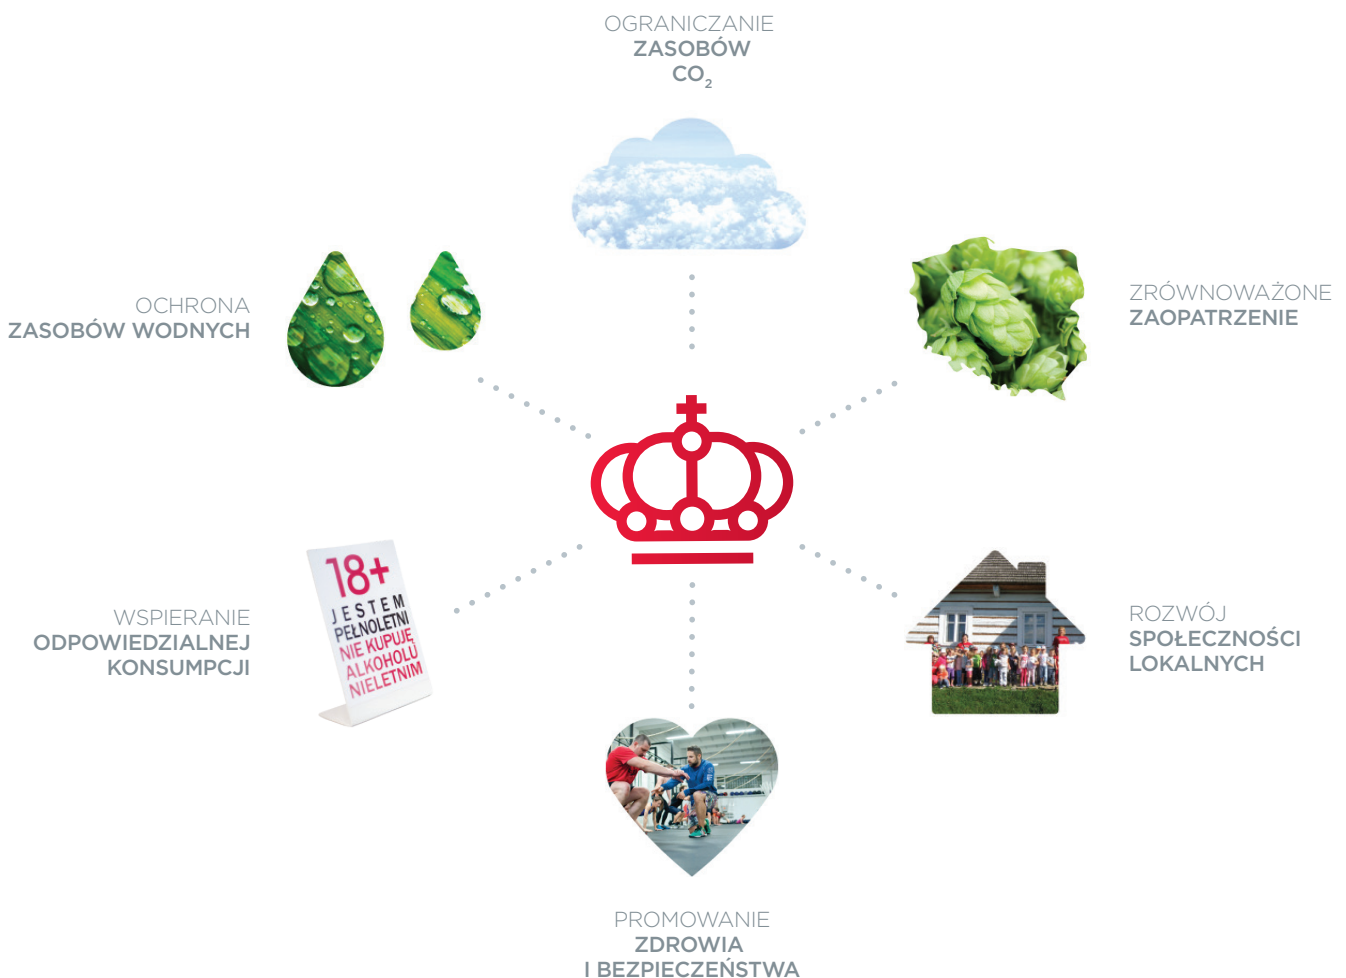 OGRANICZANIE
ZASOBÓW
CO₂
OCHRONA
ZASOBÓW WODNYCH
ZRÓWNOWAŻONE
ZAOPATRZENIE
WSPIERANIE
ODPOWIEDZIALNEJ
KONSUMPCJI
18+
JESTEM
PEŁNOLETNI
NIE KUPUJĘ
ALKOHOLU
NIELETNIM
ROZWÓJ
SPOŁECZNOŚCI
LOKALNYCH
PROMOWANIE
ZDROWIA
I BEZPIECZEŃSTWA